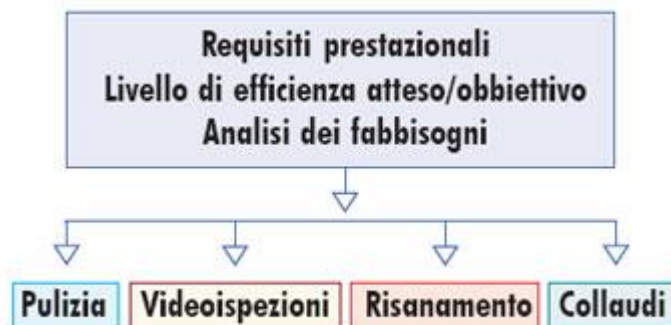 Requisiti prestazionali
Livello di efficienza atteso/obbiettivo
Analisi dei fabbisogni
Pulizia Videoispezioni Risanamento Collaudi